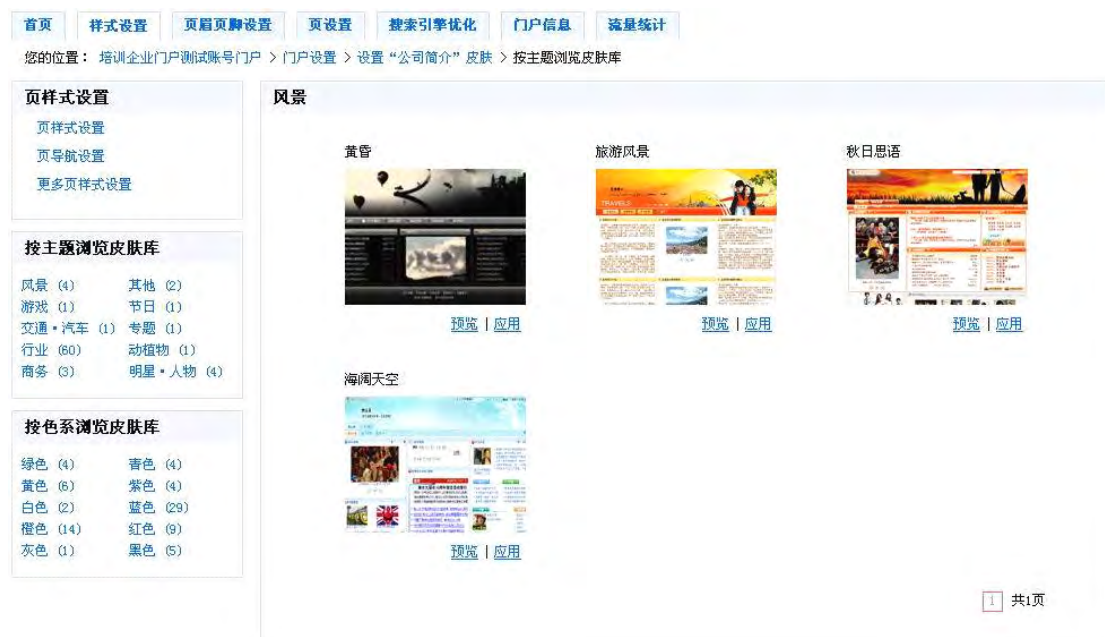 首页 样式设置 页眉页脚设置 页设置 搜索引擎优化 门户信息 流量统计
您的位置： 培训企业门户测试账号门户 > 门户设置 > 设置“公司简介”皮肤 > 按主题浏览皮肤库
页样式设置
页样式设置
页导航设置
更多页样式设置
按主题浏览皮肤库
风景 (4) 其他 (2)
游戏 (1) 节日 (1)
交通▪汽车 (1) 专题 (1)
行业 (60) 动植物 (1)
商务 (3) 明星▪人物 (4)
按色系浏览皮肤库
绿色 (4) 青色 (4)
黄色 (6) 紫色 (4)
白色 (2) 蓝色 (29)
橙色 (14) 红色 (9)
灰色 (1) 黑色 (5)
风景
黄昏 旅游风景 秋日思语
TRAVELS
预览 | 应用 预览 | 应用 预览 | 应用
海阔天空
预览 | 应用
1 共1页